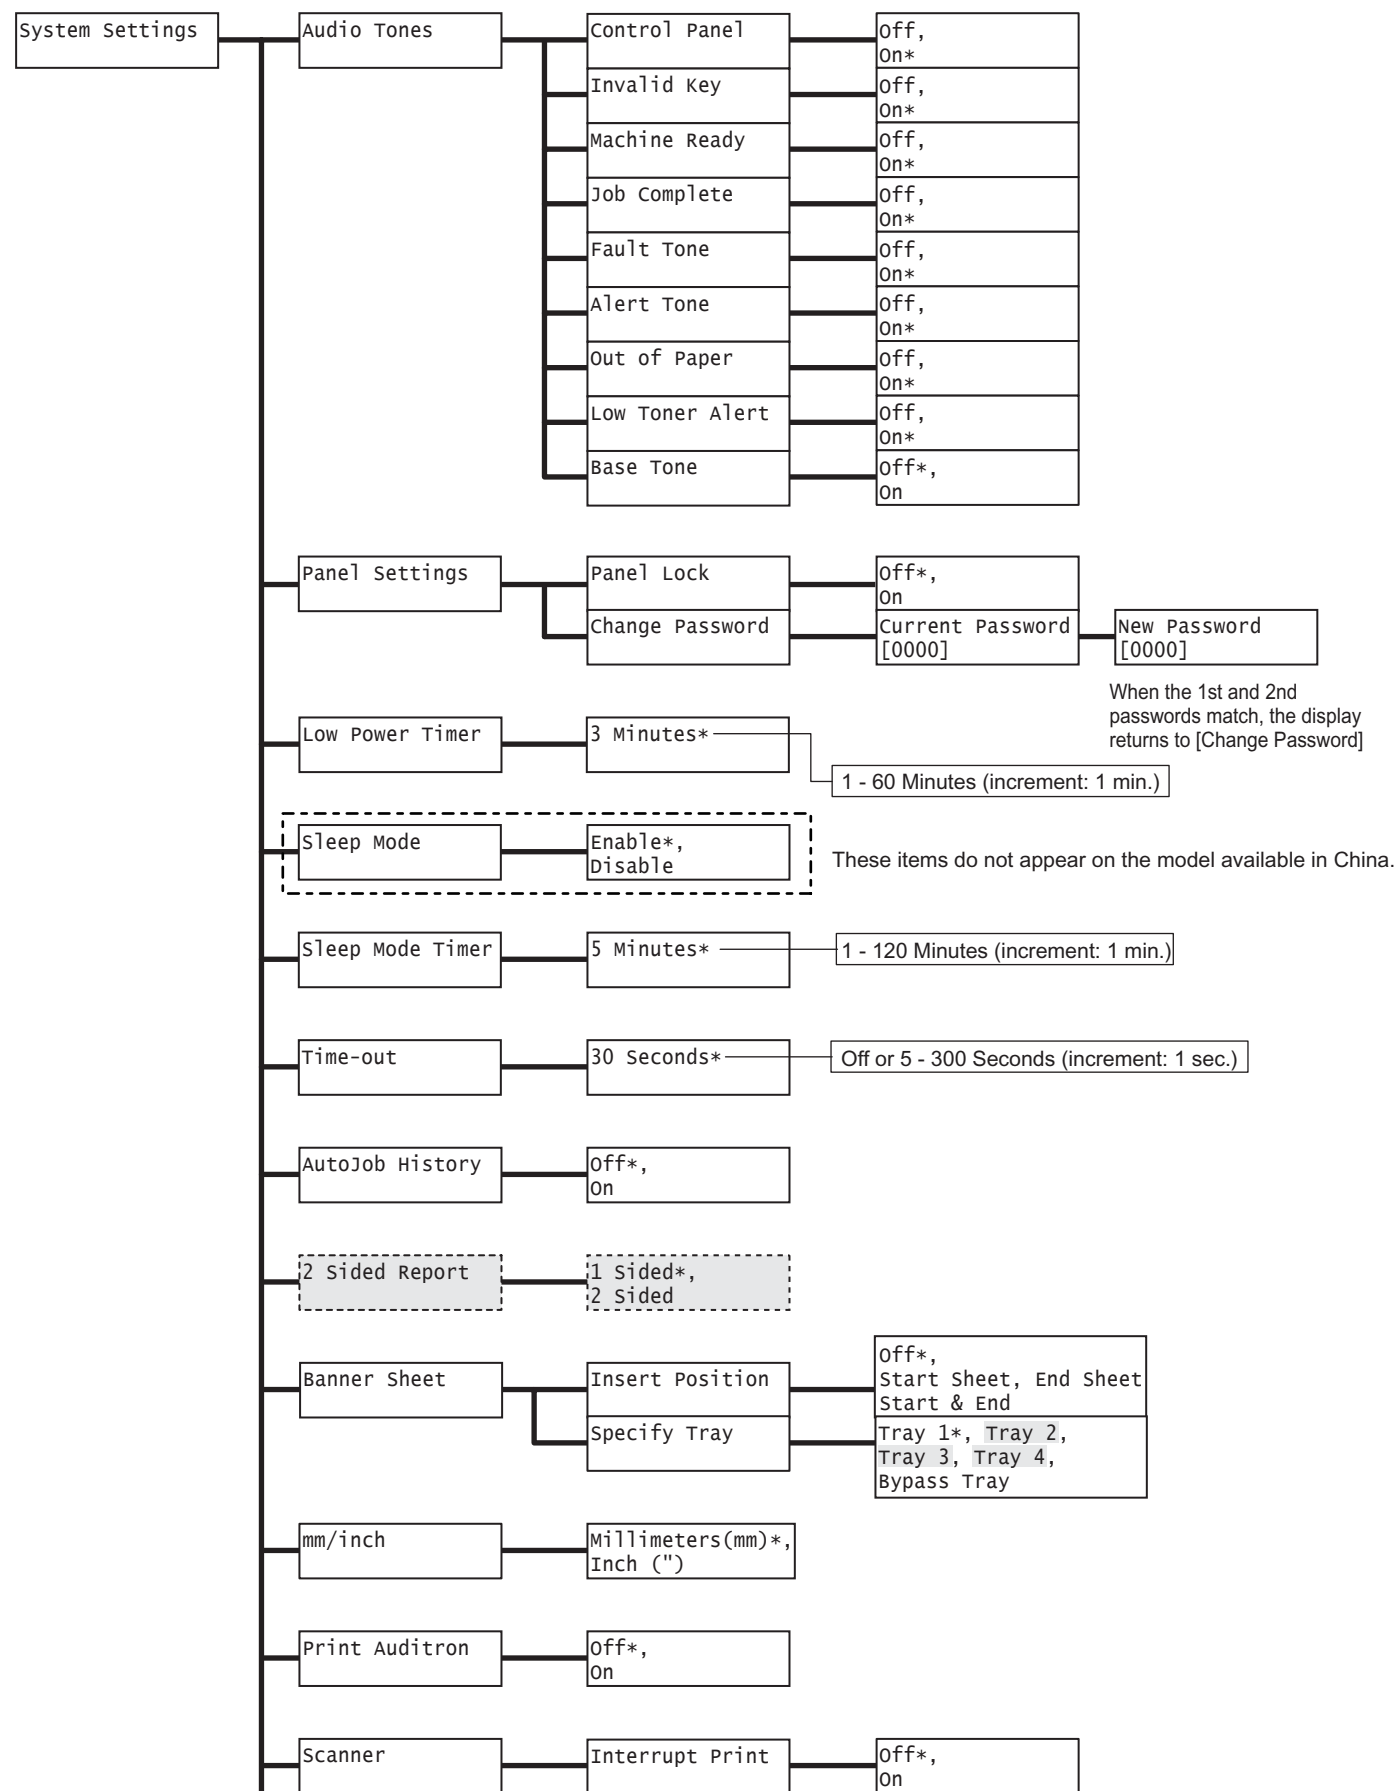 System Settings
Audio Tones
Control Panel
Off,
On*
Invalid Key
Off,
On*
Machine Ready
Off,
On*
Job Complete
Off,
On*
Fault Tone
Off,
On*
Alert Tone
Off,
On*
Out of Paper
Off,
On*
Low Toner Alert
Off,
On*
Base Tone
Off*,
On
Panel Settings
Panel Lock
Off*,
On
Change Password
Current Password
[0000]
New Password
[0000]
When the 1st and 2nd
passwords match, the display
returns to [Change Password]
Low Power Timer
3 Minutes*
1 - 60 Minutes (increment: 1 min.)
Sleep Mode
Enable*,
Disable
These items do not appear on the model available in China.
Sleep Mode Timer
5 Minutes*
1 - 120 Minutes (increment: 1 min.)
Time-out
30 Seconds*
Off or 5 - 300 Seconds (increment: 1 sec.)
AutoJob History
Off*,
On
2 Sided Report
1 Sided*,
2 Sided
Banner Sheet
Insert Position
Off*,
Start Sheet, End Sheet
Start & End
Specify Tray
Tray 1*, Tray 2,
Tray 3, Tray 4,
Bypass Tray
mm/inch
Millimeters(mm)*,
Inch (")
Print Auditron
Off*,
On
Scanner
Interrupt Print
Off*,
On